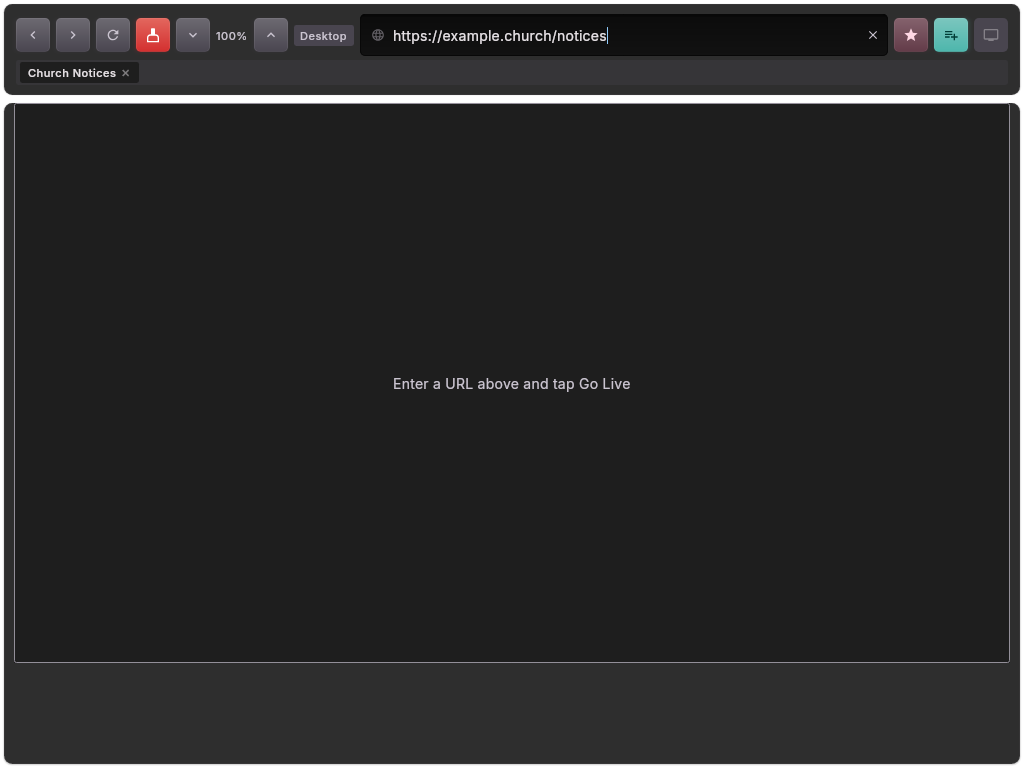 100%
Desktop
https://example.church/notices
Church Notices
Enter a URL above and tap Go Live